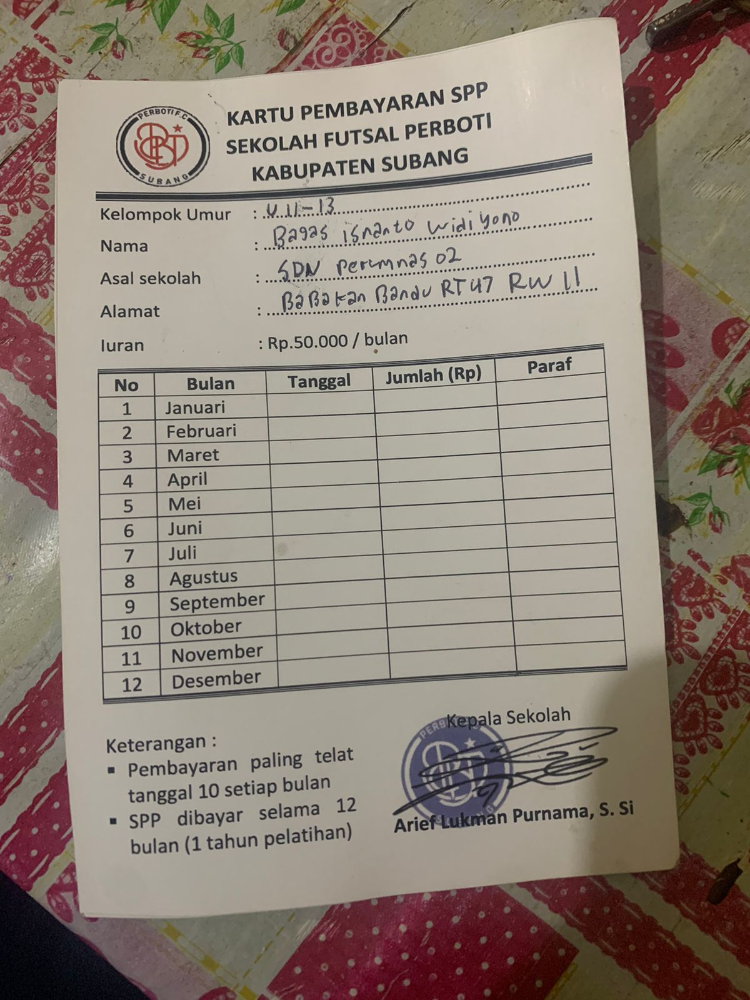 PERBOTI F.C
SUBANG
KARTU PEMBAYARAN SPP
SEKOLAH FUTSAL PERBOTI
KABUPATEN SUBANG
Kelompok Umur : U 11-13
Nama : Bagas isnanto widiyono
Asal sekolah : SDN Perumnas 02
Alamat : BaBakan Bandu RT 47 RW 11
Iuran : Rp.50.000 / bulan
No Bulan Tanggal Jumlah (Rp) Paraf
1 Januari
2 Februari
3 Maret
4 April
5 Mei
6 Juni
7 Juli
8 Agustus
9 September
10 Oktober
11 November
12 Desember
Keterangan :
▪ Pembayaran paling telat
tanggal 10 setiap bulan
▪ SPP dibayar selama 12
bulan (1 tahun pelatihan)
Kepala Sekolah
Arief Lukman Purnama, S. Si